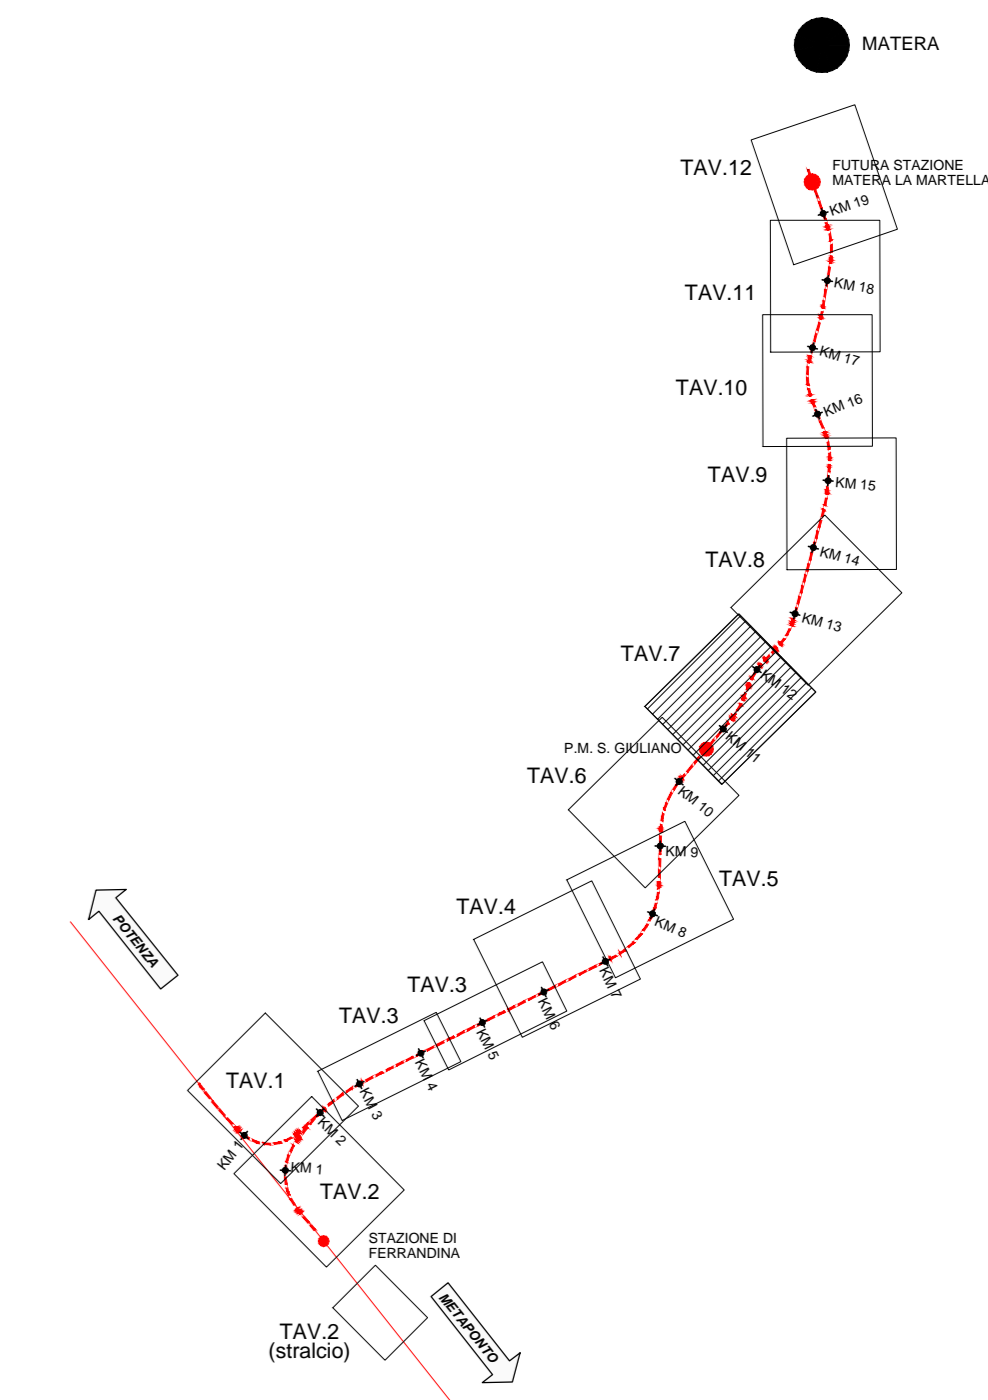 MATERA
TAV.12
FUTURA STAZIONE
MATERA LA MARTELLA
KM 19
TAV.11
KM 18
KM 17
TAV.10
KM 16
TAV.9
KM 15
TAV.8
KM 14
KM 13
TAV.7
KM 12
KM 11
P.M. S. GIULIANO
TAV.6
KM 10
KM 9
TAV.5
TAV.4
KM 8
KM 7
TAV.3
KM 6
TAV.3
KM 5
KM 4
KM 3
POTENZA
TAV.1
KM 2
KM 1
KM 1
TAV.2
STAZIONE DI
FERRANDINA
METAPONTO
TAV.2
(stralcio)